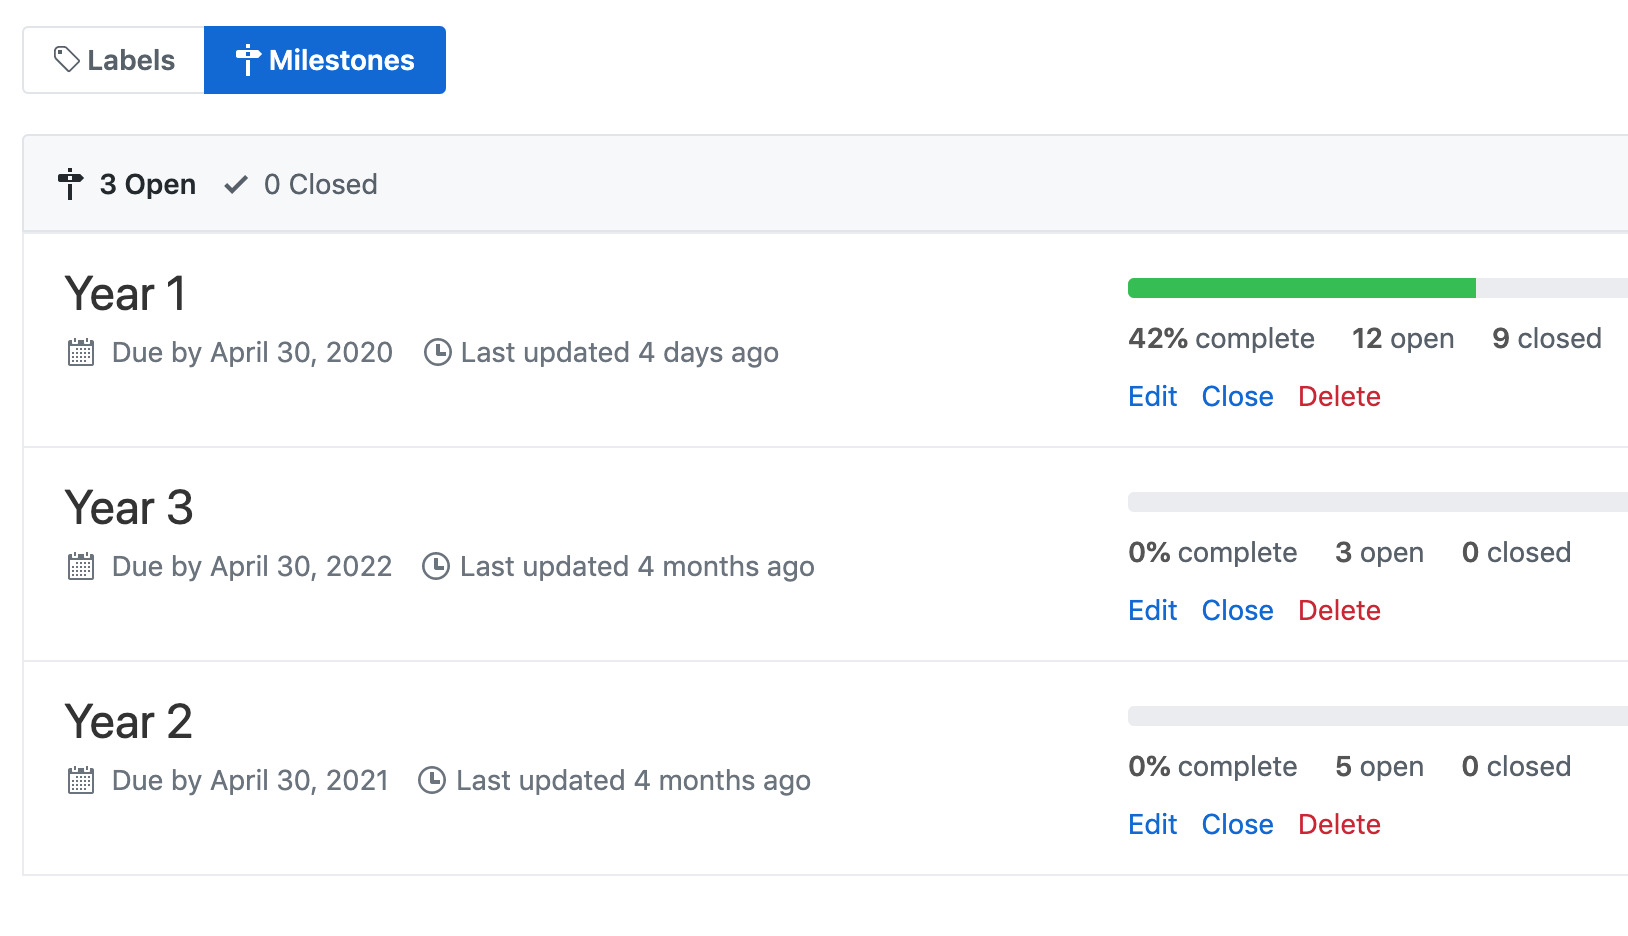 Labels Milestones
3 Open 0 Closed
Year 1
Due by April 30, 2020 Last updated 4 days ago
42% complete 12 open 9 closed
Edit Close Delete
Year 3
Due by April 30, 2022 Last updated 4 months ago
0% complete 3 open 0 closed
Edit Close Delete
Year 2
Due by April 30, 2021 Last updated 4 months ago
0% complete 5 open 0 closed
Edit Close Delete